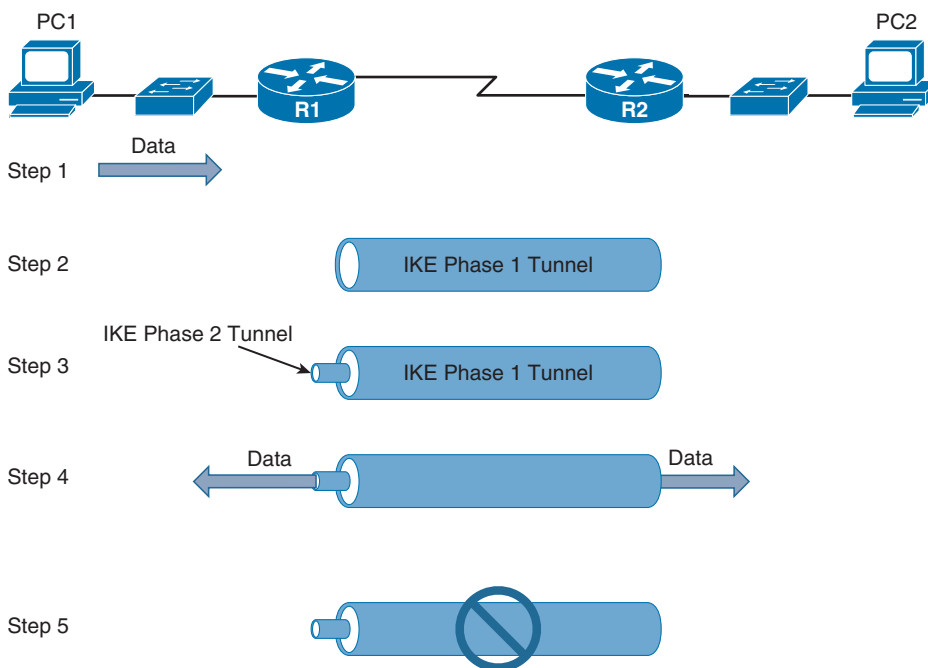 PC1
PC2
R1
R2
Data
Step 1
Step 2
IKE Phase 1 Tunnel
IKE Phase 2 Tunnel
Step 3
IKE Phase 1 Tunnel
Data
Data
Step 4
Step 5